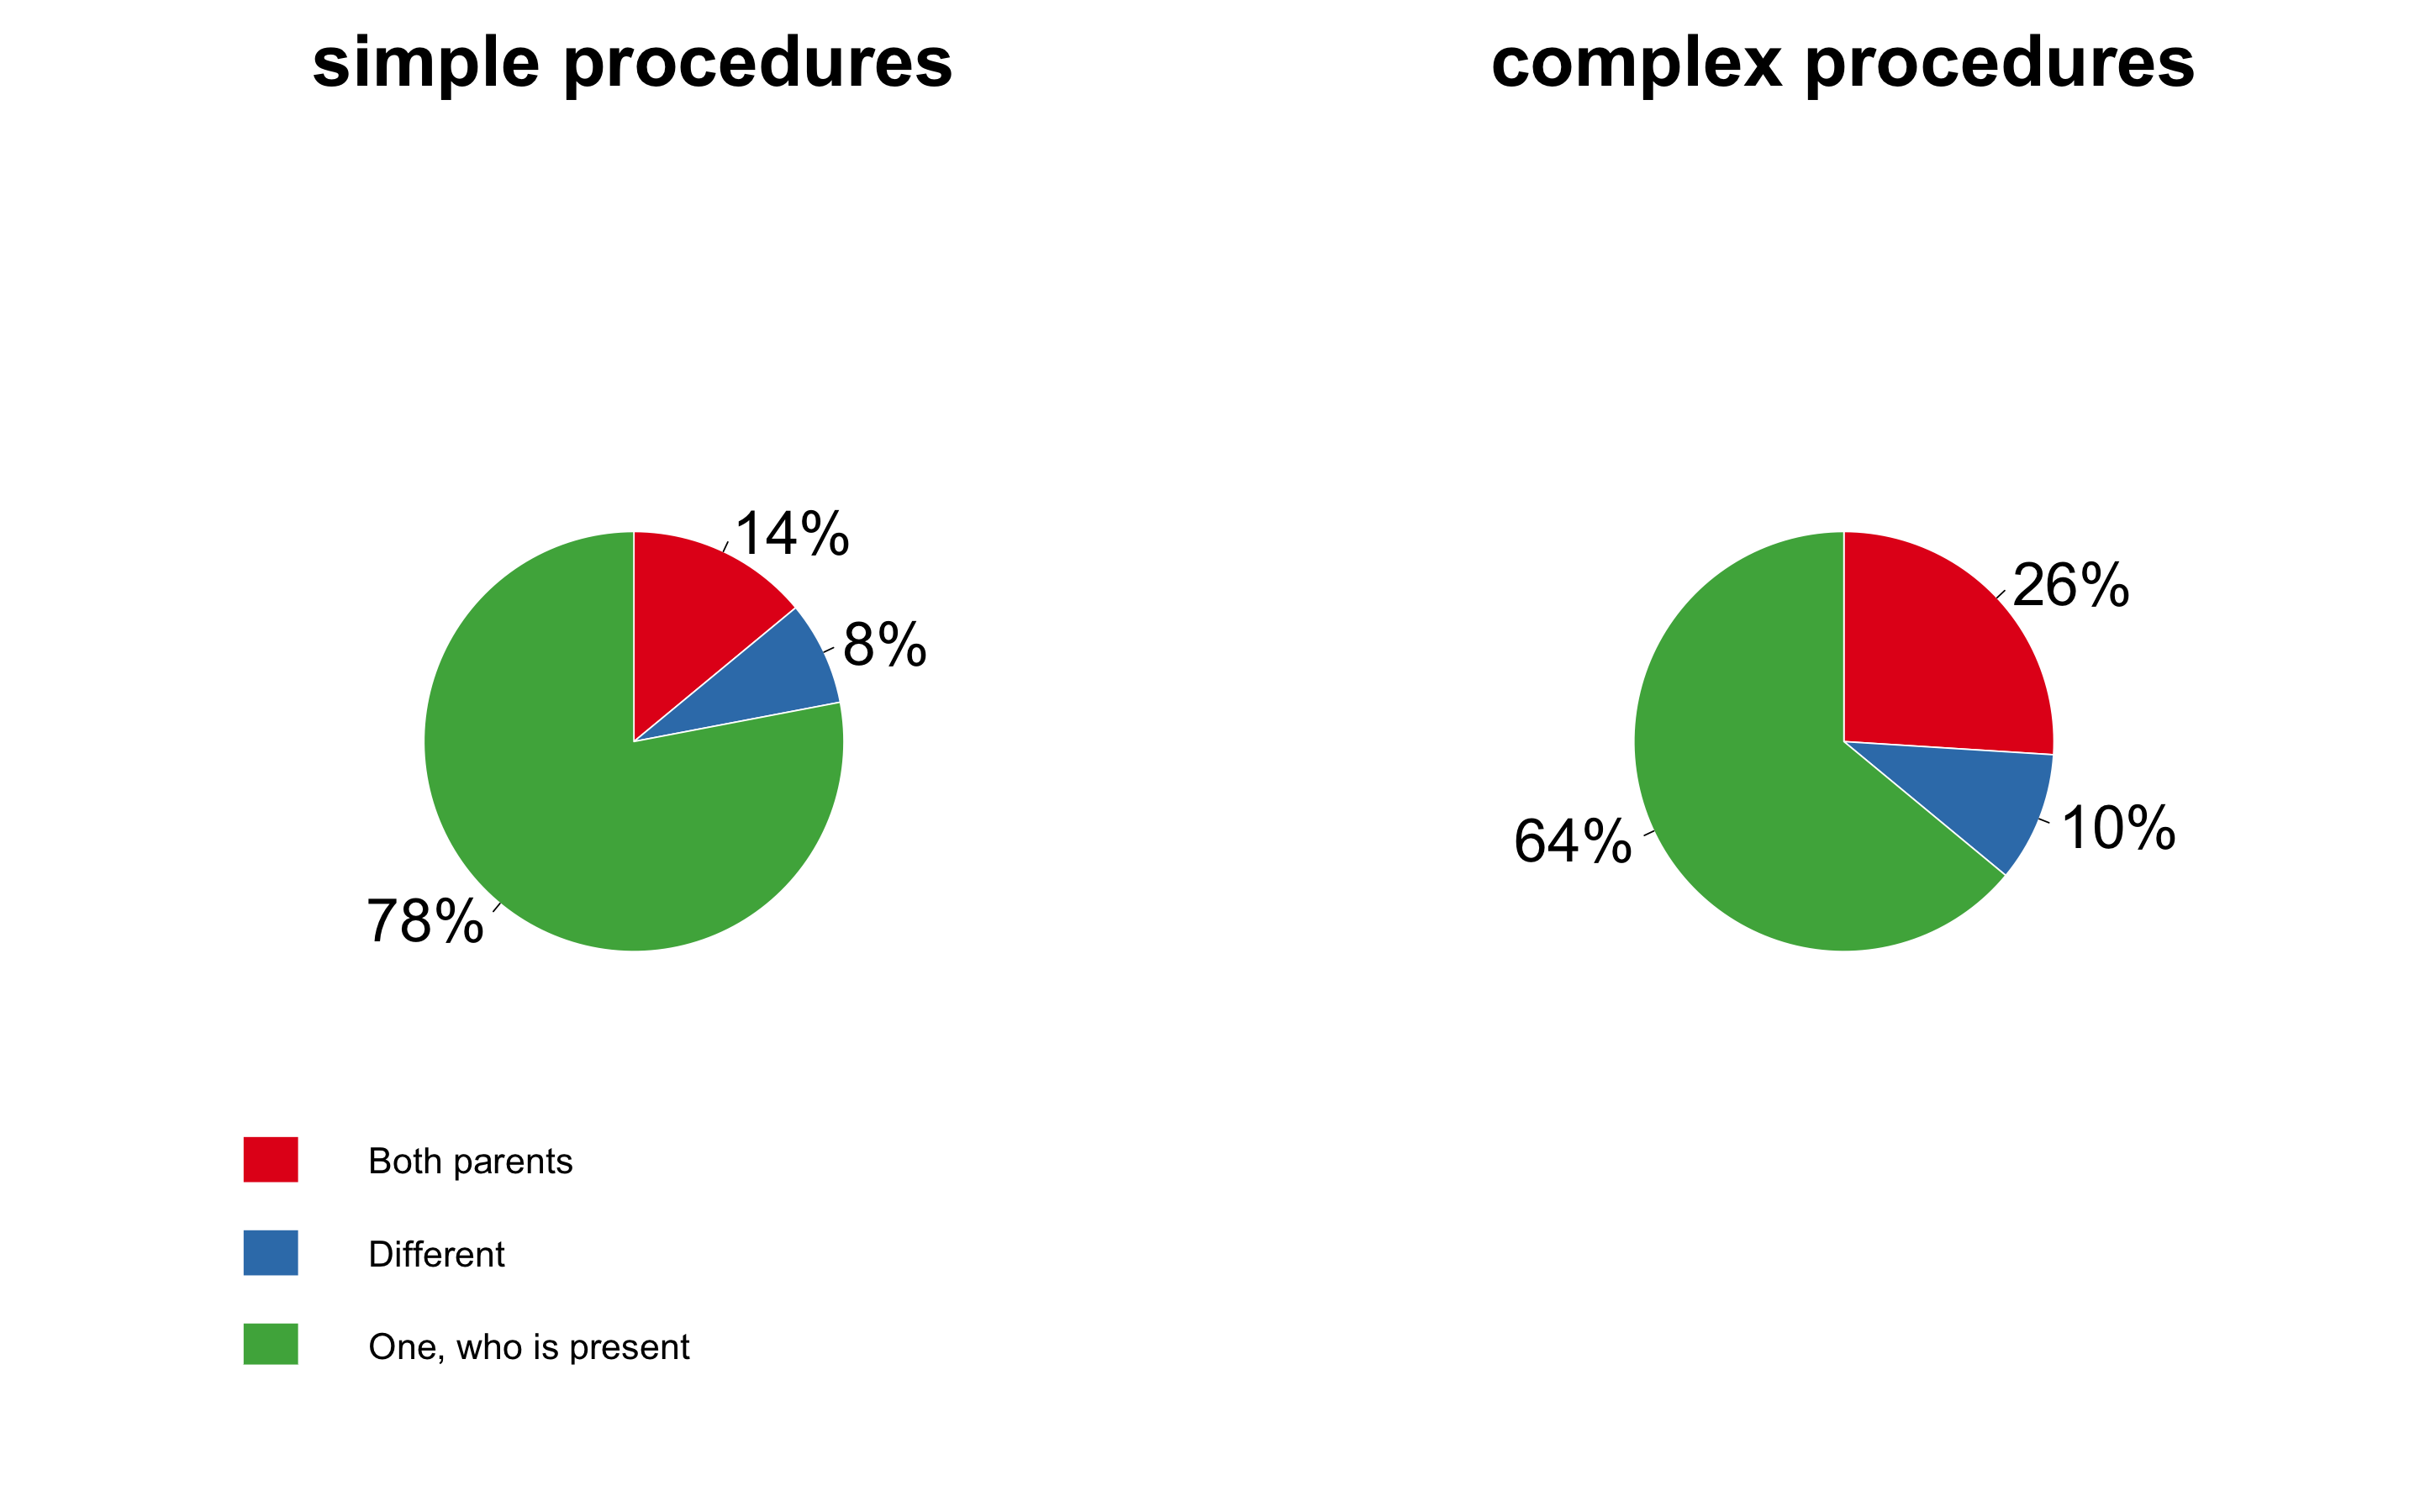 simple procedures
complex procedures
14%
8%
78%
26%
10%
64%
Both parents
Different
One, who is present